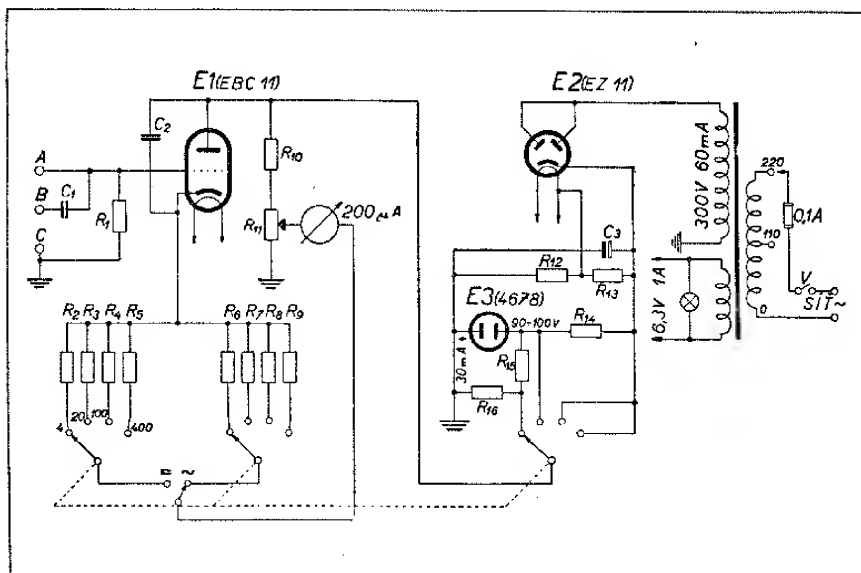 E1(EBC 11)
E2(EZ 11)
C2
A
B
C1
C
R1
R10
R11
200 μA
300V 60mA
220
110
0
0,1A
V
SIT~
C3
R12
R13
6,3V 1A
E3(4678)
90÷100V
R14
30mA
R15
R16
R2
R3
R4
R5
R6
R7
R8
R9
4
20
100
400
= ~